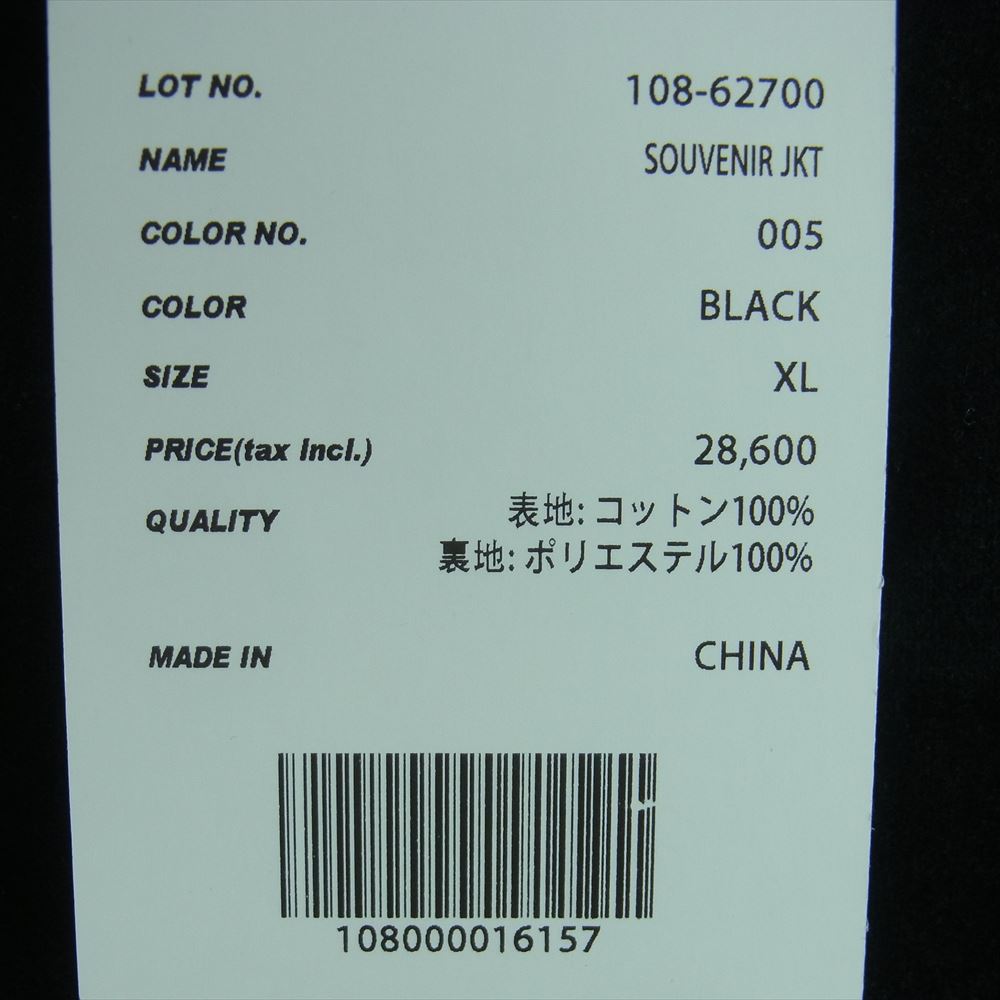 LOT NO. 108-62700
NAME SOUVENIR JKT
COLOR NO. 005
COLOR BLACK
SIZE XL
PRICE(tax Incl.) 28,600
QUALITY 表地: コットン100%
裏地: ポリエステル100%
MADE IN CHINA
108000016157